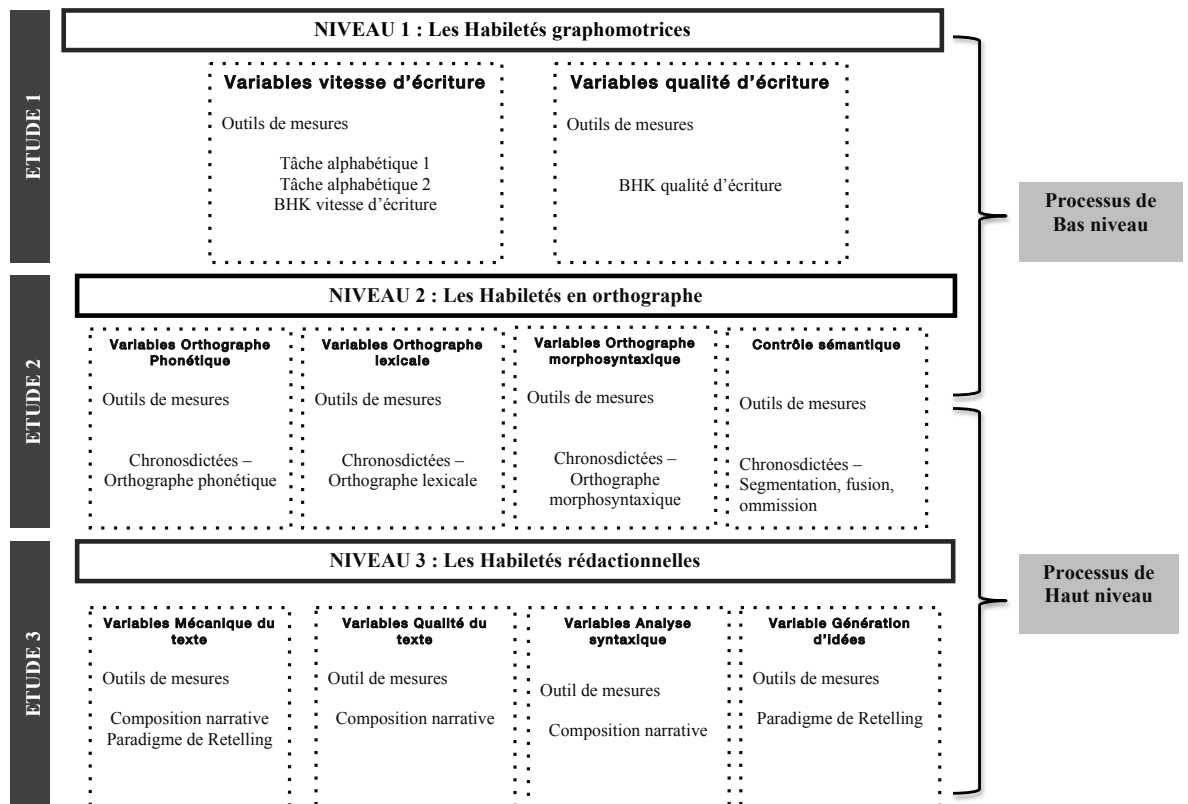 ETUDE 1
NIVEAU 1 : Les Habiletés graphomotrices
Variables vitesse d'écriture
Outils de mesures
Tâche alphabétique 1
Tâche alphabétique 2
BHK vitesse d'écriture
Variables qualité d'écriture
Outils de mesures
BHK qualité d'écriture
Processus de
Bas niveau
ETUDE 2
NIVEAU 2 : Les Habiletés en orthographe
Variables Orthographe
Phonétique
Outils de mesures
Chronosdictées –
Orthographe phonétique
Variables Orthographe
lexicale
Outils de mesures
Chronosdictées –
Orthographe lexicale
Variables Orthographe
morphosyntaxique
Outils de mesures
Chronosdictées –
Orthographe
morphosyntaxique
Contrôle sémantique
Outils de mesures
Chronosdictées –
Segmentation, fusion,
ommission
ETUDE 3
NIVEAU 3 : Les Habiletés rédactionnelles
Variables Mécanique du
texte
Outils de mesures
Composition narrative
Paradigme de Retelling
Variables Qualité du
texte
Outil de mesures
Composition narrative
Variables Analyse
syntaxique
Outil de mesures
Composition narrative
Variable Génération
d'idées
Outils de mesures
Paradigme de Retelling
Processus de
Haut niveau